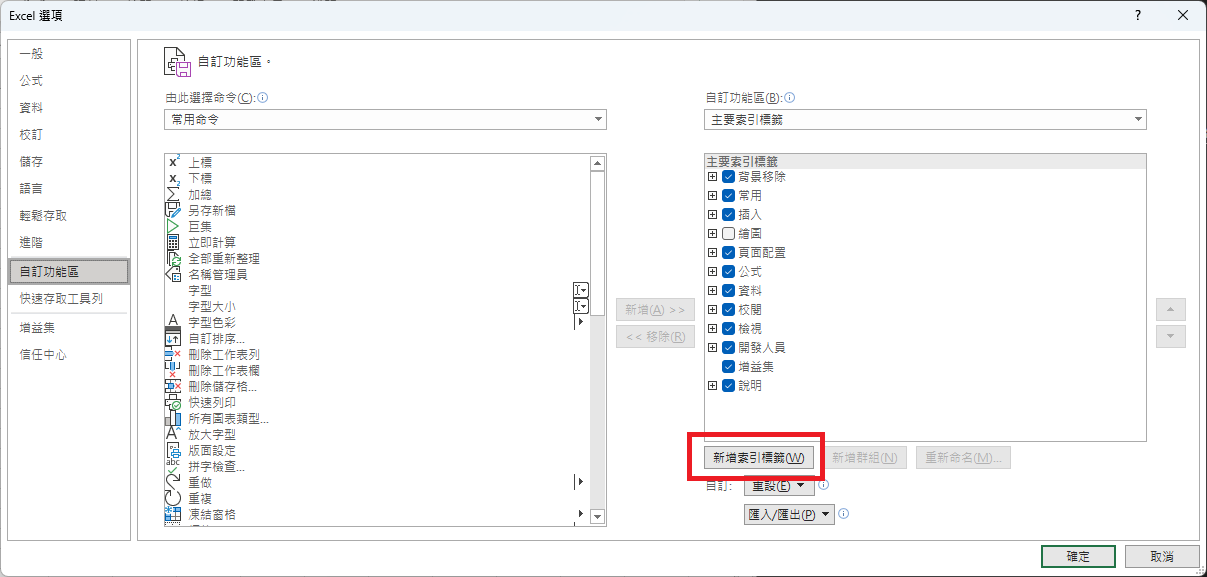 Excel 選項
?
一般
公式
資料
校訂
儲存
語言
輕鬆存取
進階
自訂功能區
快速存取工具列
增益集
信任中心
自訂功能區。
由此選擇命令(C):
常用命令
上標
下標
加總
另存新檔
巨集
立即計算
全部重新整理
名稱管理員
字型
字型大小
字型色彩
自訂排序...
刪除工作表列
刪除工作表欄
刪除儲存格...
快速列印
所有圖表類型...
放大字型
版面設定
拼字檢查...
重做
重複
凍結窗格
新增(A) >>
<< 移除(R)
自訂功能區(B):
主要索引標籤
主要索引標籤
背景移除
常用
插入
繪圖
頁面配置
公式
資料
校閱
檢視
開發人員
增益集
說明
新增索引標籤(W)
新增群組(N)
重新命名(M)...
自訂:
重設(E)
匯入/匯出(P)
確定
取消